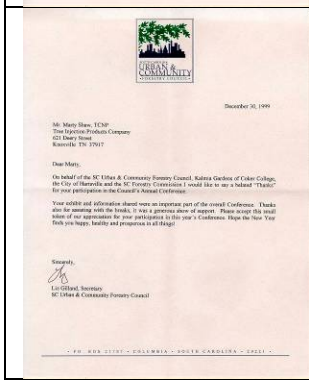 SOUTH CAROLINA
URBAN &
COMMUNITY
FORESTRY COUNCIL
December 30, 1999
Mr. Marty Shaw, TCNP
Tree Injection Products Company
623 Deery Street
Knoxville TN 37917
Dear Marty,
On behalf of the SC Urban & Community Forestry Council, Kalmia Gardens of Coker College,
the City of Hartsville and the SC Forestry Commission I would like to say a belated "Thanks"
for your participation in the Council's Annual Conference.
Your exhibit and information shared were an important part of the overall Conference. Thanks
also for assisting with the breaks, it was a generous show of support. Please accept this small
token of our appreciation for your participation in this year's Conference. Hope the New Year
finds you happy, healthy and prosperous in all things!
Sincerely,
Liz Gilland, Secretary
SC Urban & Community Forestry Council
COLUMBIA • SOUTH CAROLINA • 29221